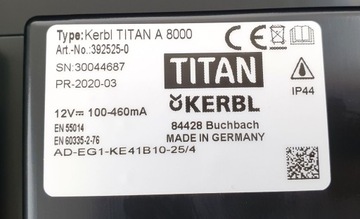 Type: Kerbl TITAN A 8000
Art.-No.:392525-0
SN:30044687
PR-2020-03
12V⎓ 100-460mA
EN 55014
EN 60335-2-76
AD-EG1-KE41B10-25/4
CE
TITAN
KERBL
84428 Buchbach
MADE IN GERMANY
IP44